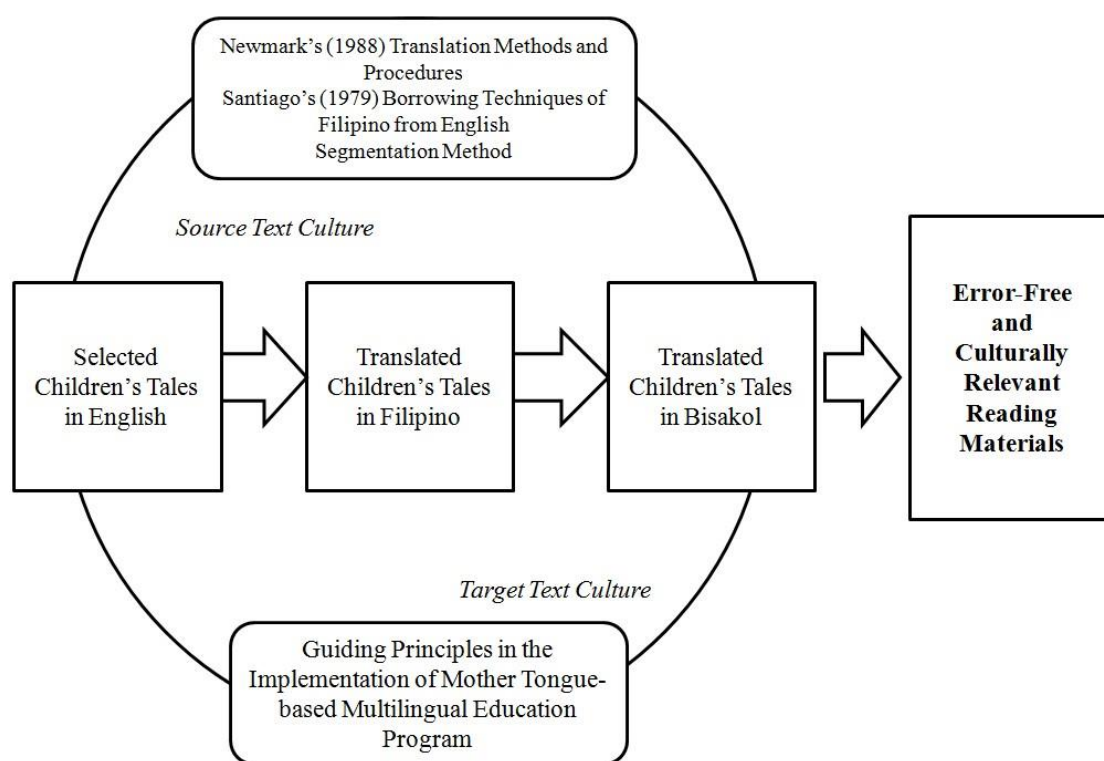 Newmark's (1988) Translation Methods and
Procedures
Santiago's (1979) Borrowing Techniques of
Filipino from English
Segmentation Method
Source Text Culture
Selected
Children's Tales
in English
Translated
Children's Tales
in Filipino
Translated
Children's Tales
in Bisakol
Error-Free
and
Culturally
Relevant
Reading
Materials
Target Text Culture
Guiding Principles in the
Implementation of Mother Tongue-
based Multilingual Education
Program